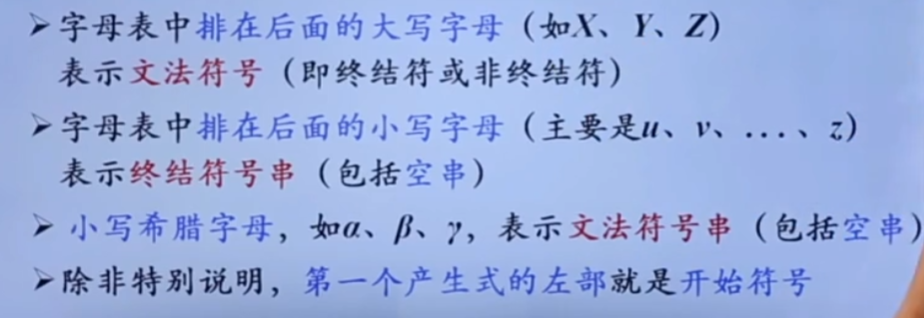 ➢字母表中排在后面的大写字母（如X、Y、Z）
表示文法符号（即终结符或非终结符）
➢字母表中排在后面的小写字母（主要是u、v、...、z）
表示终结符号串（包括空串）
➢ 小写希腊字母，如α、β、γ，表示文法符号串（包括空串）
➢除非特别说明，第一个产生式的左部就是开始符号